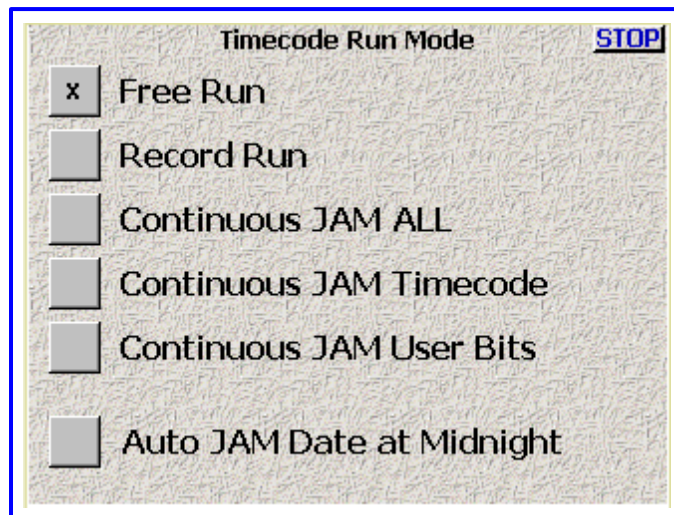 Timecode Run Mode STOP
x Free Run
Record Run
Continuous JAM ALL
Continuous JAM Timecode
Continuous JAM User Bits
Auto JAM Date at Midnight